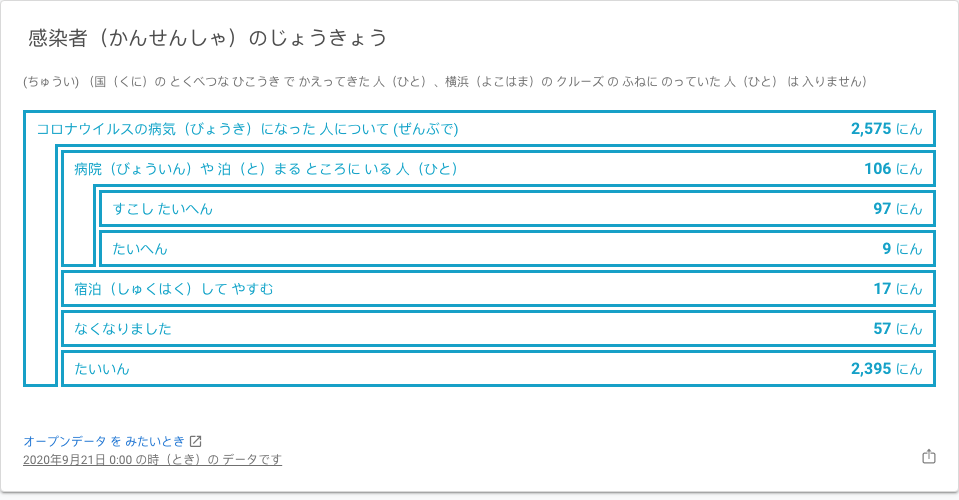 感染者（かんせんしゃ）のじょうきょう
(ちゅうい) （国（くに）の とくべつな ひこうき で かえってきた 人（ひと）、横浜（よこはま）の クルーズ の ふねに のっていた 人（ひと） は 入りません）
コロナウイルスの病気（びょうき）になった 人について (ぜんぶで) 2,575 にん
病院（びょういん）や 泊（と）まる ところに いる 人（ひと） 106 にん
すこし たいへん 97 にん
たいへん 9 にん
宿泊（しゅくはく）して やすむ 17 にん
なくなりました 57 にん
たいいん 2,395 にん
オープンデータ を みたいとき
2020年9月21日 0:00 の時（とき）の データです